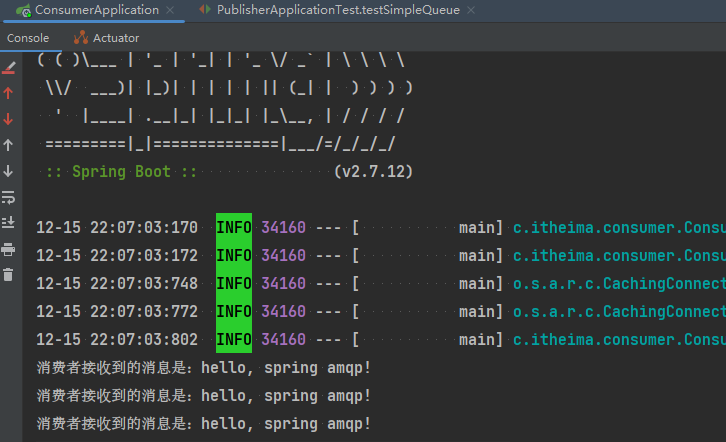 ConsumerApplication PublisherApplicationTest.testSimpleQueue
Console Actuator
( ( )\___ | '_ | '_| | '_ \/ _` | \ \ \ \
 \\/  ___)| |_)| | | | | || (_| |  ) ) ) )
  '  |____| .__|_| |_|_| |_\__, | / / / /
 =========|_|==============|___/=/_/_/_/
 :: Spring Boot ::               (v2.7.12)
12-15 22:07:03:170  INFO 34160 --- [           main] c.itheima.consumer.Consu
12-15 22:07:03:172  INFO 34160 --- [           main] c.itheima.consumer.Consu
12-15 22:07:03:748  INFO 34160 --- [           main] o.s.a.r.c.CachingConnect
12-15 22:07:03:772  INFO 34160 --- [           main] o.s.a.r.c.CachingConnect
12-15 22:07:03:802  INFO 34160 --- [           main] c.itheima.consumer.Consu
消费者接收到的消息是：hello, spring amqp!
消费者接收到的消息是：hello, spring amqp!
消费者接收到的消息是：hello, spring amqp!